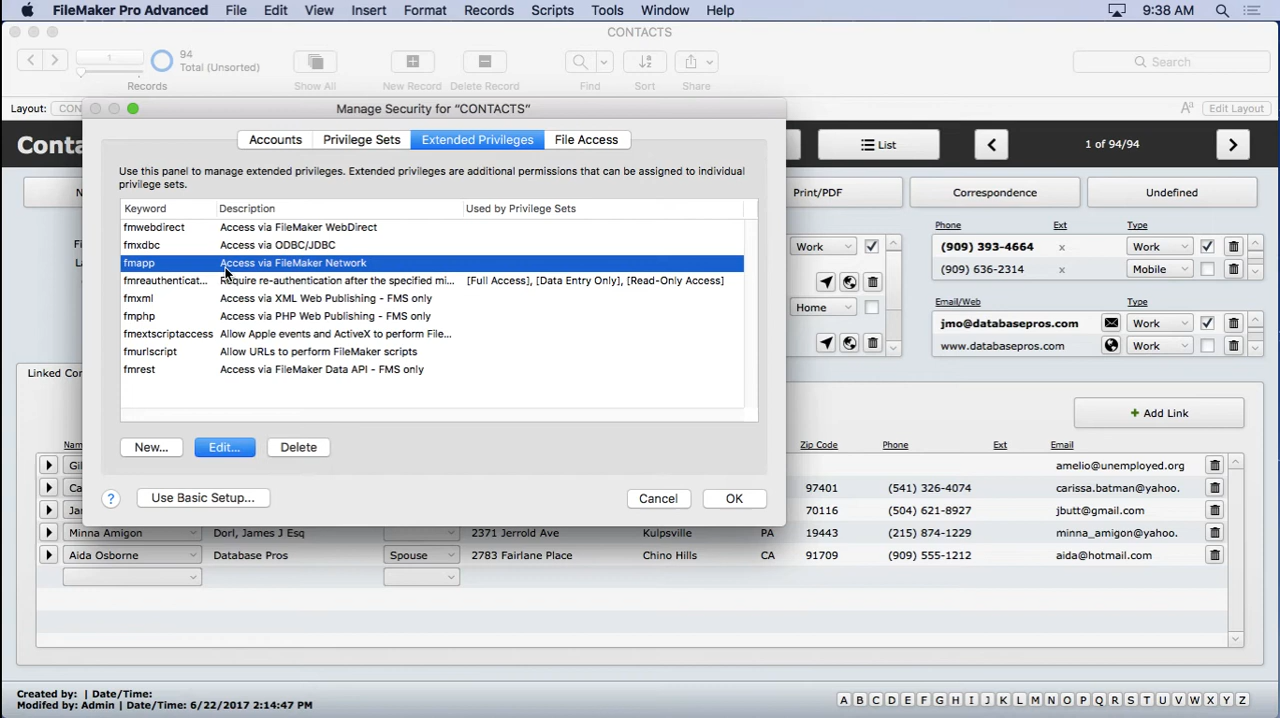 FileMaker Pro Advanced File Edit View Insert Format Records Scripts Tools Window Help 9:38 AM
CONTACTS
1 94 Total (Unsorted)
Records Show All New Record Delete Record Find Sort Share Search
Layout: CON Edit Layout
Manage Security for “CONTACTS”
Conta List 1 of 94/94
Accounts Privilege Sets Extended Privileges File Access
Use this panel to manage extended privileges. Extended privileges are additional permissions that can be assigned to individual
privilege sets.
Print/PDF Correspondence Undefined
Keyword Description Used by Privilege Sets
fmwebdirect Access via FileMaker WebDirect
fmxdbc Access via ODBC/JDBC
fmapp Access via FileMaker Network
fmreauthenticat... Require re-authentication after the specified mi... [Full Access], [Data Entry Only], [Read-Only Access]
fmxml Access via XML Web Publishing - FMS only
fmphp Access via PHP Web Publishing - FMS only
fmextscriptaccess Allow Apple events and ActiveX to perform File...
fmurlscript Allow URLs to perform FileMaker scripts
fmrest Access via FileMaker Data API - FMS only
New... Edit... Delete
? Use Basic Setup... Cancel OK
Phone Ext Type
Work (909) 393-4664 x Work
(909) 636-2314 x Mobile
Email/Web Type
Home jmo@databasepros.com Work
www.databasepros.com Work
Linked Con
Add Link
Nam Zip Code Phone Ext Email
Gil amelio@unemployed.org
Ca 97401 (541) 326-4074 carissa.batman@yahoo.
Jar 70116 (504) 621-8927 jbutt@gmail.com
Minna Amigon Dorl, James J Esq 2371 Jerrold Ave Kulpsville PA 19443 (215) 874-1229 minna_amigon@yahoo.
Aida Osborne Database Pros Spouse 2783 Fairlane Place Chino Hills CA 91709 (909) 555-1212 aida@hotmail.com
Created by: | Date/Time:
Modifed by: Admin | Date/Time: 6/22/2017 2:14:47 PM
A B C D E F G H I J K L M N O P Q R S T U V W X Y Z